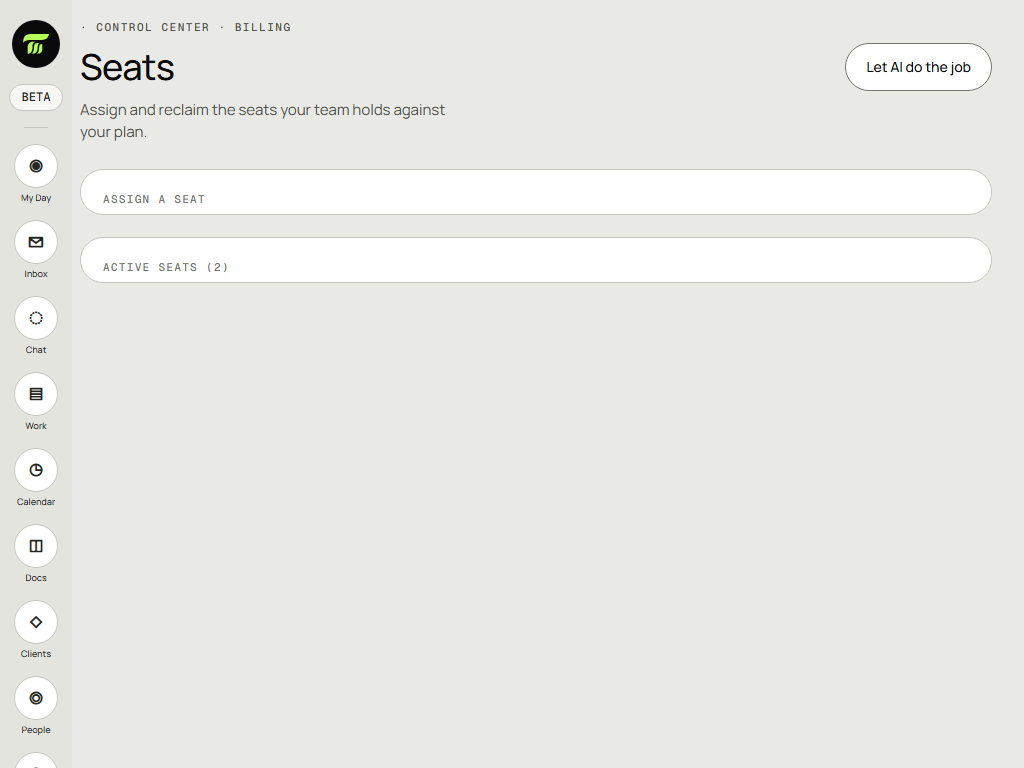 · CONTROL CENTER · BILLING
Seats
Let AI do the job
Assign and reclaim the seats your team holds against
your plan.
ASSIGN A SEAT
ACTIVE SEATS (2)
BETA
My Day
Inbox
Chat
Work
Calendar
Docs
Clients
People